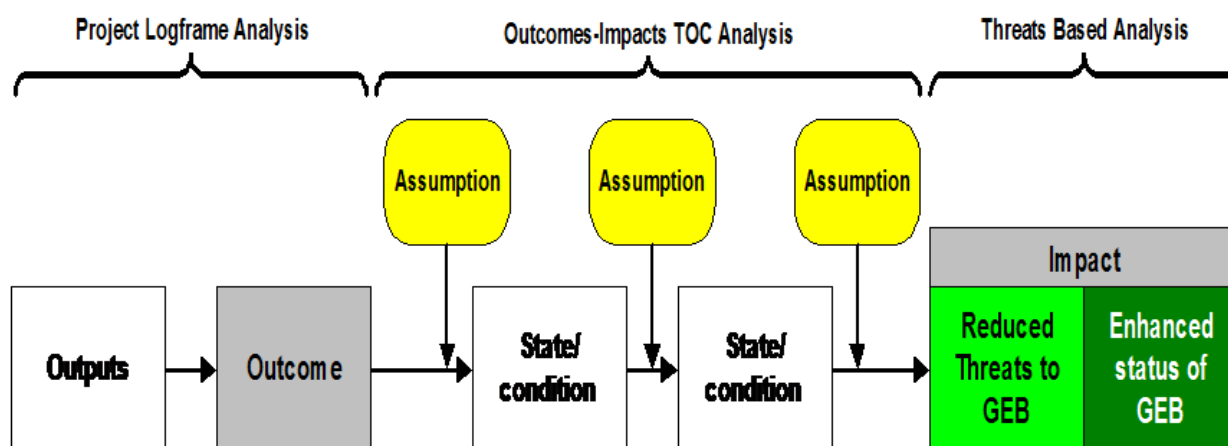 Project Logframe Analysis
Outcomes-Impacts TOC Analysis
Threats Based Analysis
Assumption
Assumption
Assumption
Outputs
Outcome
State/
condition
State/
condition
Impact
Reduced
Threats to
GEB
Enhanced
status of
GEB